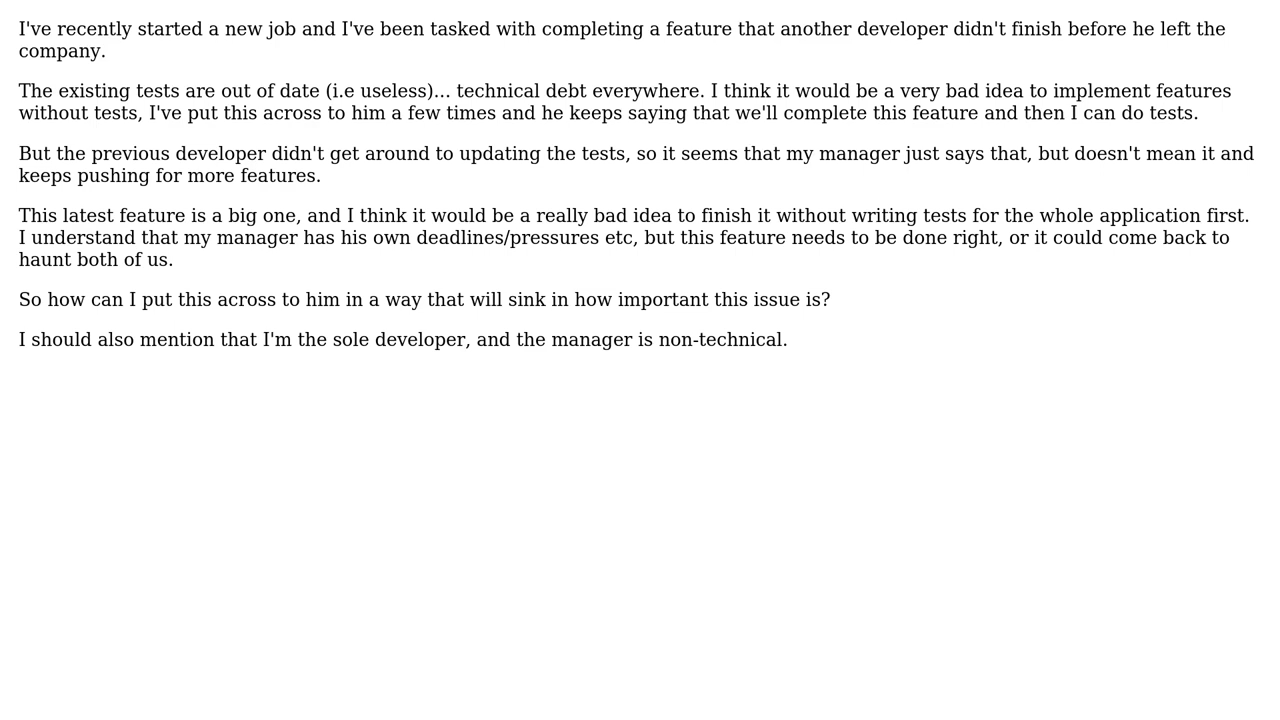 I've recently started a new job and I've been tasked with completing a feature that another developer didn't finish before he left the
company.
The existing tests are out of date (i.e useless)... technical debt everywhere. I think it would be a very bad idea to implement features
without tests, I've put this across to him a few times and he keeps saying that we'll complete this feature and then I can do tests.
But the previous developer didn't get around to updating the tests, so it seems that my manager just says that, but doesn't mean it and
keeps pushing for more features.
This latest feature is a big one, and I think it would be a really bad idea to finish it without writing tests for the whole application first.
I understand that my manager has his own deadlines/pressures etc, but this feature needs to be done right, or it could come back to
haunt both of us.
So how can I put this across to him in a way that will sink in how important this issue is?
I should also mention that I'm the sole developer, and the manager is non-technical.